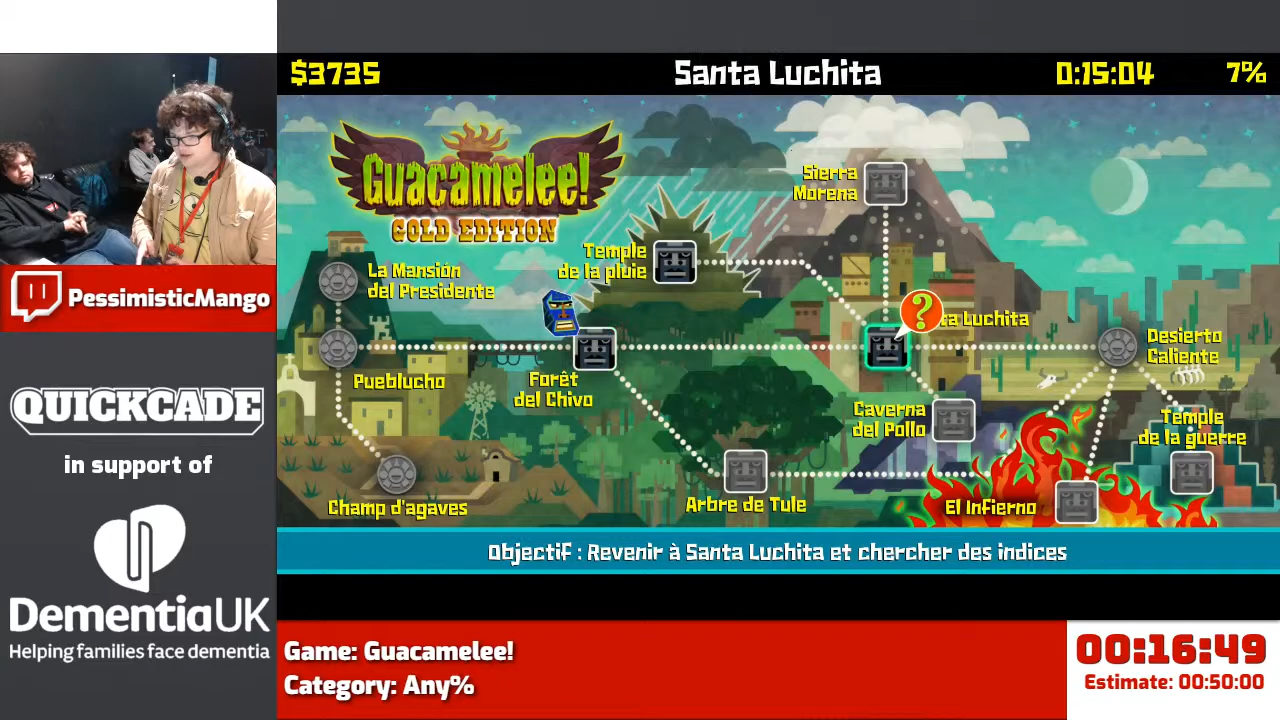 $3735
Santa Luchita
0:15:04
7%
Guacamelee!
GOLD EDITION
Sierra
Morena
Temple
de la pluie
La Mansión
del Presidente
?
ta Luchita
Desierto
Caliente
Pueblucho
Forêt
del Chivo
Caverna
del Pollo
Temple
de la guerre
Champ d'agaves
Arbre de Tule
El Infierno
Objectif : Revenir à Santa Luchita et chercher des indices
PessimisticMango
QUICKCADE
in support of
DementiaUK
Helping families face dementia
Game: Guacamelee!
Category: Any%
00:16:49
Estimate: 00:50:00